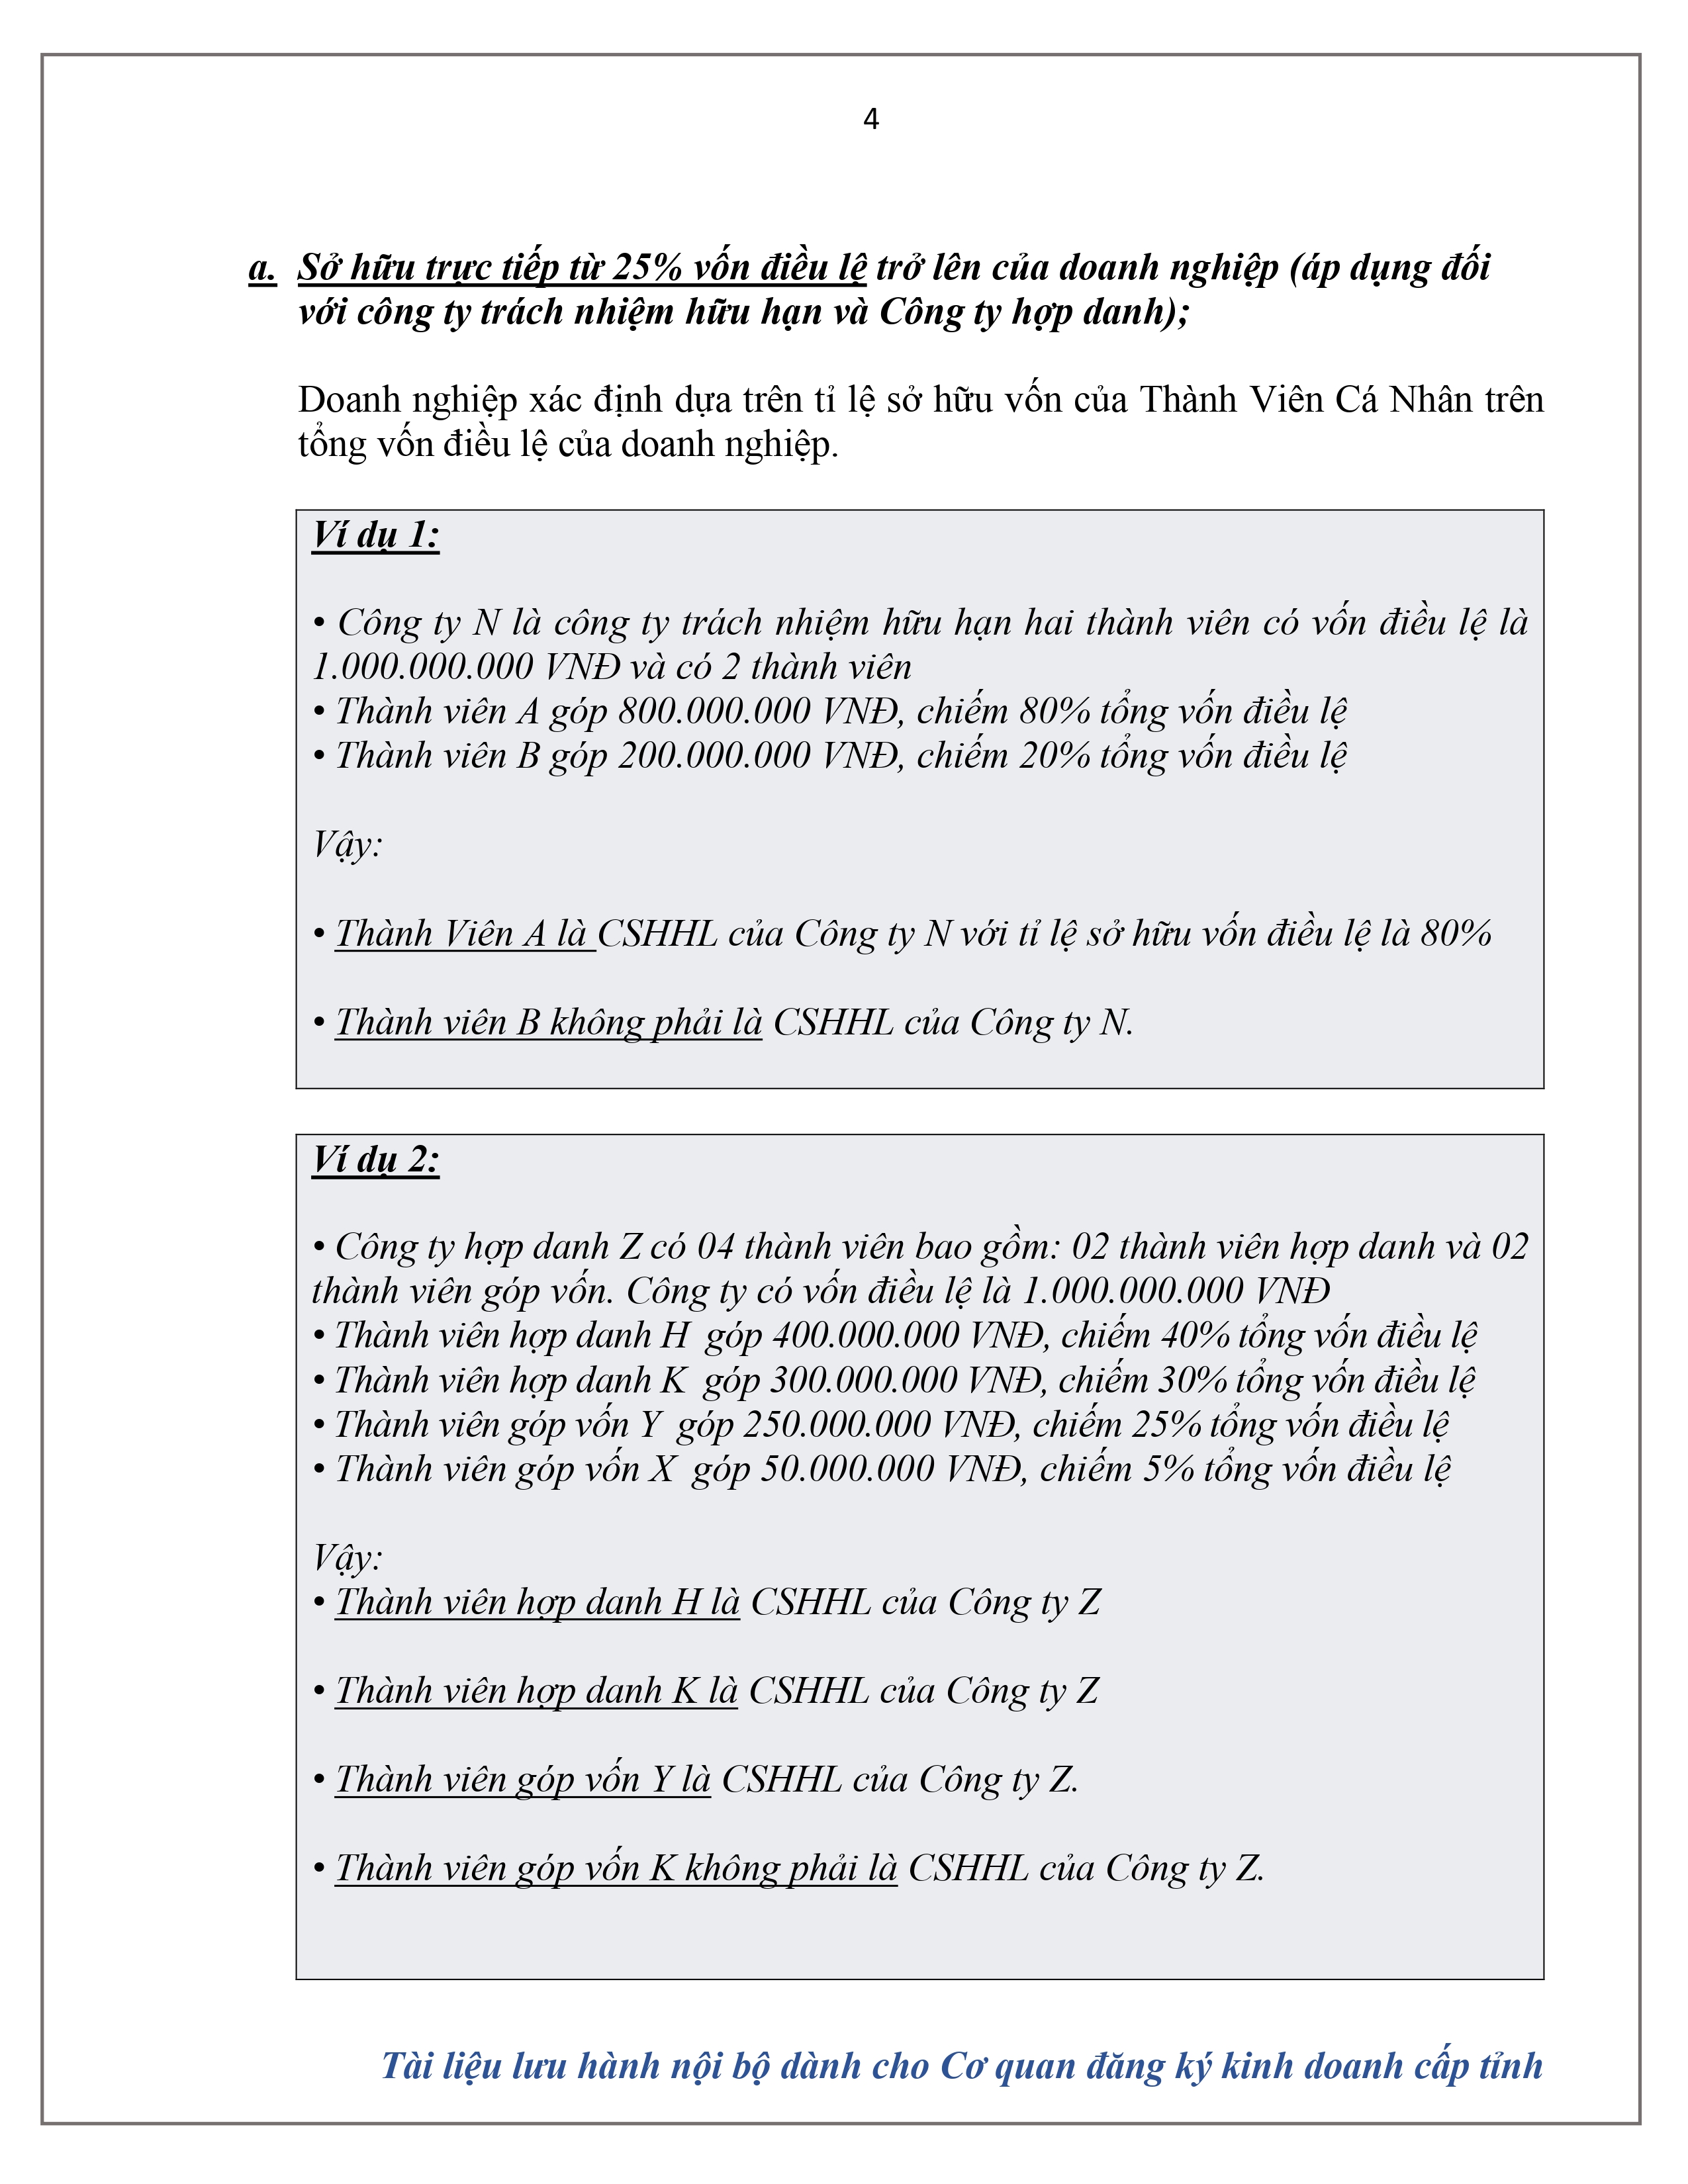 4
a. Sở hữu trực tiếp từ 25% vốn điều lệ trở lên của doanh nghiệp (áp dụng đối
với công ty trách nhiệm hữu hạn và Công ty hợp danh);
Doanh nghiệp xác định dựa trên tỉ lệ sở hữu vốn của Thành Viên Cá Nhân trên
tổng vốn điều lệ của doanh nghiệp.
Ví dụ 1:
• Công ty N là công ty trách nhiệm hữu hạn hai thành viên có vốn điều lệ là
1.000.000.000 VNĐ và có 2 thành viên
• Thành viên A góp 800.000.000 VNĐ, chiếm 80% tổng vốn điều lệ
• Thành viên B góp 200.000.000 VNĐ, chiếm 20% tổng vốn điều lệ
Vậy:
• Thành Viên A là CSHHL của Công ty N với tỉ lệ sở hữu vốn điều lệ là 80%
• Thành viên B không phải là CSHHL của Công ty N.
Ví dụ 2:
• Công ty hợp danh Z có 04 thành viên bao gồm: 02 thành viên hợp danh và 02
thành viên góp vốn. Công ty có vốn điều lệ là 1.000.000.000 VNĐ
• Thành viên hợp danh H góp 400.000.000 VNĐ, chiếm 40% tổng vốn điều lệ
• Thành viên hợp danh K góp 300.000.000 VNĐ, chiếm 30% tổng vốn điều lệ
• Thành viên góp vốn Y góp 250.000.000 VNĐ, chiếm 25% tổng vốn điều lệ
• Thành viên góp vốn X góp 50.000.000 VNĐ, chiếm 5% tổng vốn điều lệ
Vậy:
• Thành viên hợp danh H là CSHHL của Công ty Z
• Thành viên hợp danh K là CSHHL của Công ty Z
• Thành viên góp vốn Y là CSHHL của Công ty Z.
• Thành viên góp vốn K không phải là CSHHL của Công ty Z.
Tài liệu lưu hành nội bộ dành cho Cơ quan đăng ký kinh doanh cấp tỉnh